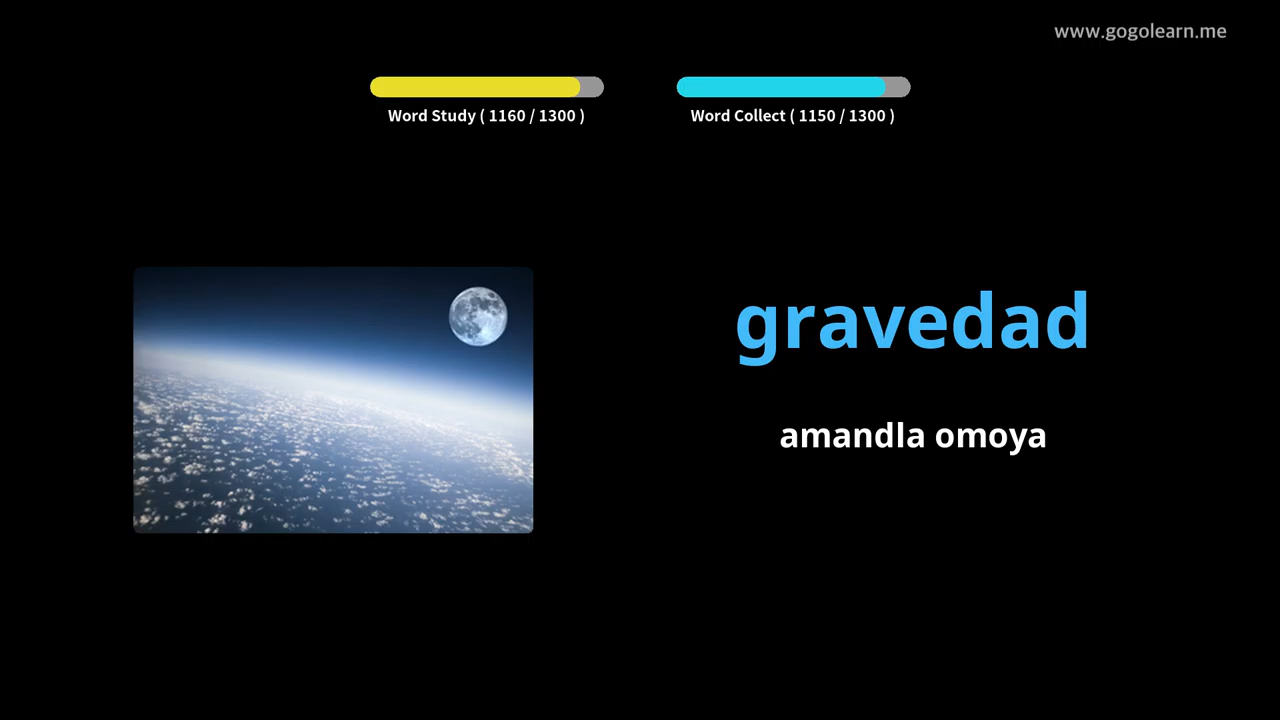 www.gogolearn.me
Word Study ( 1160 / 1300 )
Word Collect ( 1150 / 1300 )
gravedad
amandla omoya